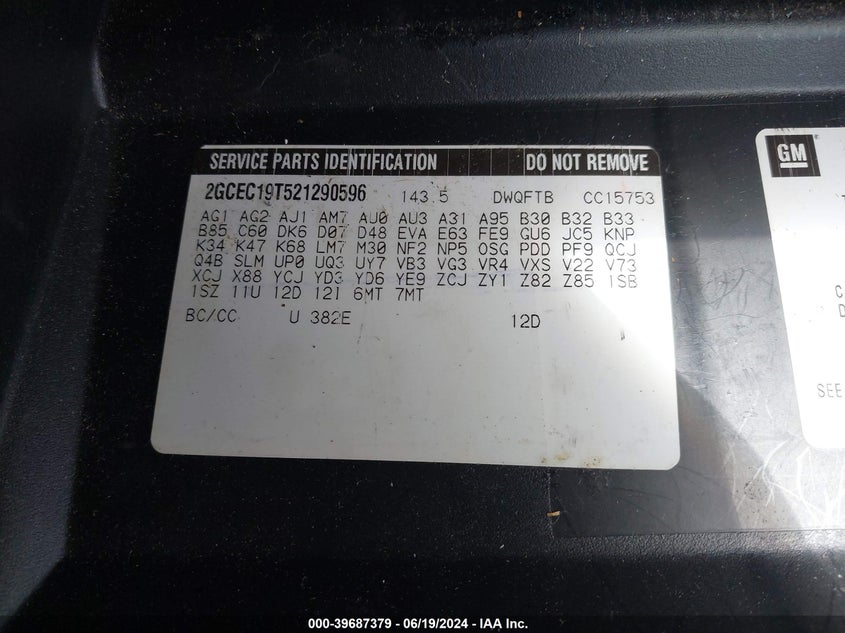 SERVICE PARTS IDENTIFICATION DO NOT REMOVE
2GCEC19T521290596 143.5 DWQFTB CC15753
AG1 AG2 AJ1 AM7 AU0 AU3 A31 A95 B30 B32 B33
B85 C60 DK6 D07 D48 EVA E63 FE9 GU6 JC5 KNP
K34 K47 K68 LM7 M30 NF2 NP5 OSG PDD PF9 QCJ
Q4B SLM UP0 UQ3 UY7 VB3 VG3 VR4 VXS V22 V73
XCJ X88 YCJ YD3 YD6 YE9 ZCJ ZY1 Z82 Z85 1SB
1SZ 11U 12D 12I 6MT 7MT
BC/CC U 382E 12D
GM
SEE
000-39687379 - 06/19/2024 - IAA Inc.